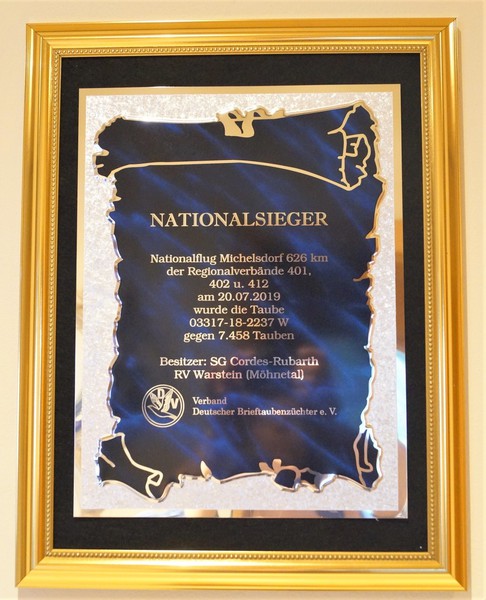 NATIONALSIEGER
Nationalflug Michelsdorf 626 km
der Regionalverbände 401,
402 u. 412
am 20.07.2019
wurde die Taube
03317-18-2237 W
gegen 7.458 Tauben
Besitzer: SG Cordes-Rubarth
RV Warstein (Möhnetal)
Verband
Deutscher Brieftaubenzüchter e. V.